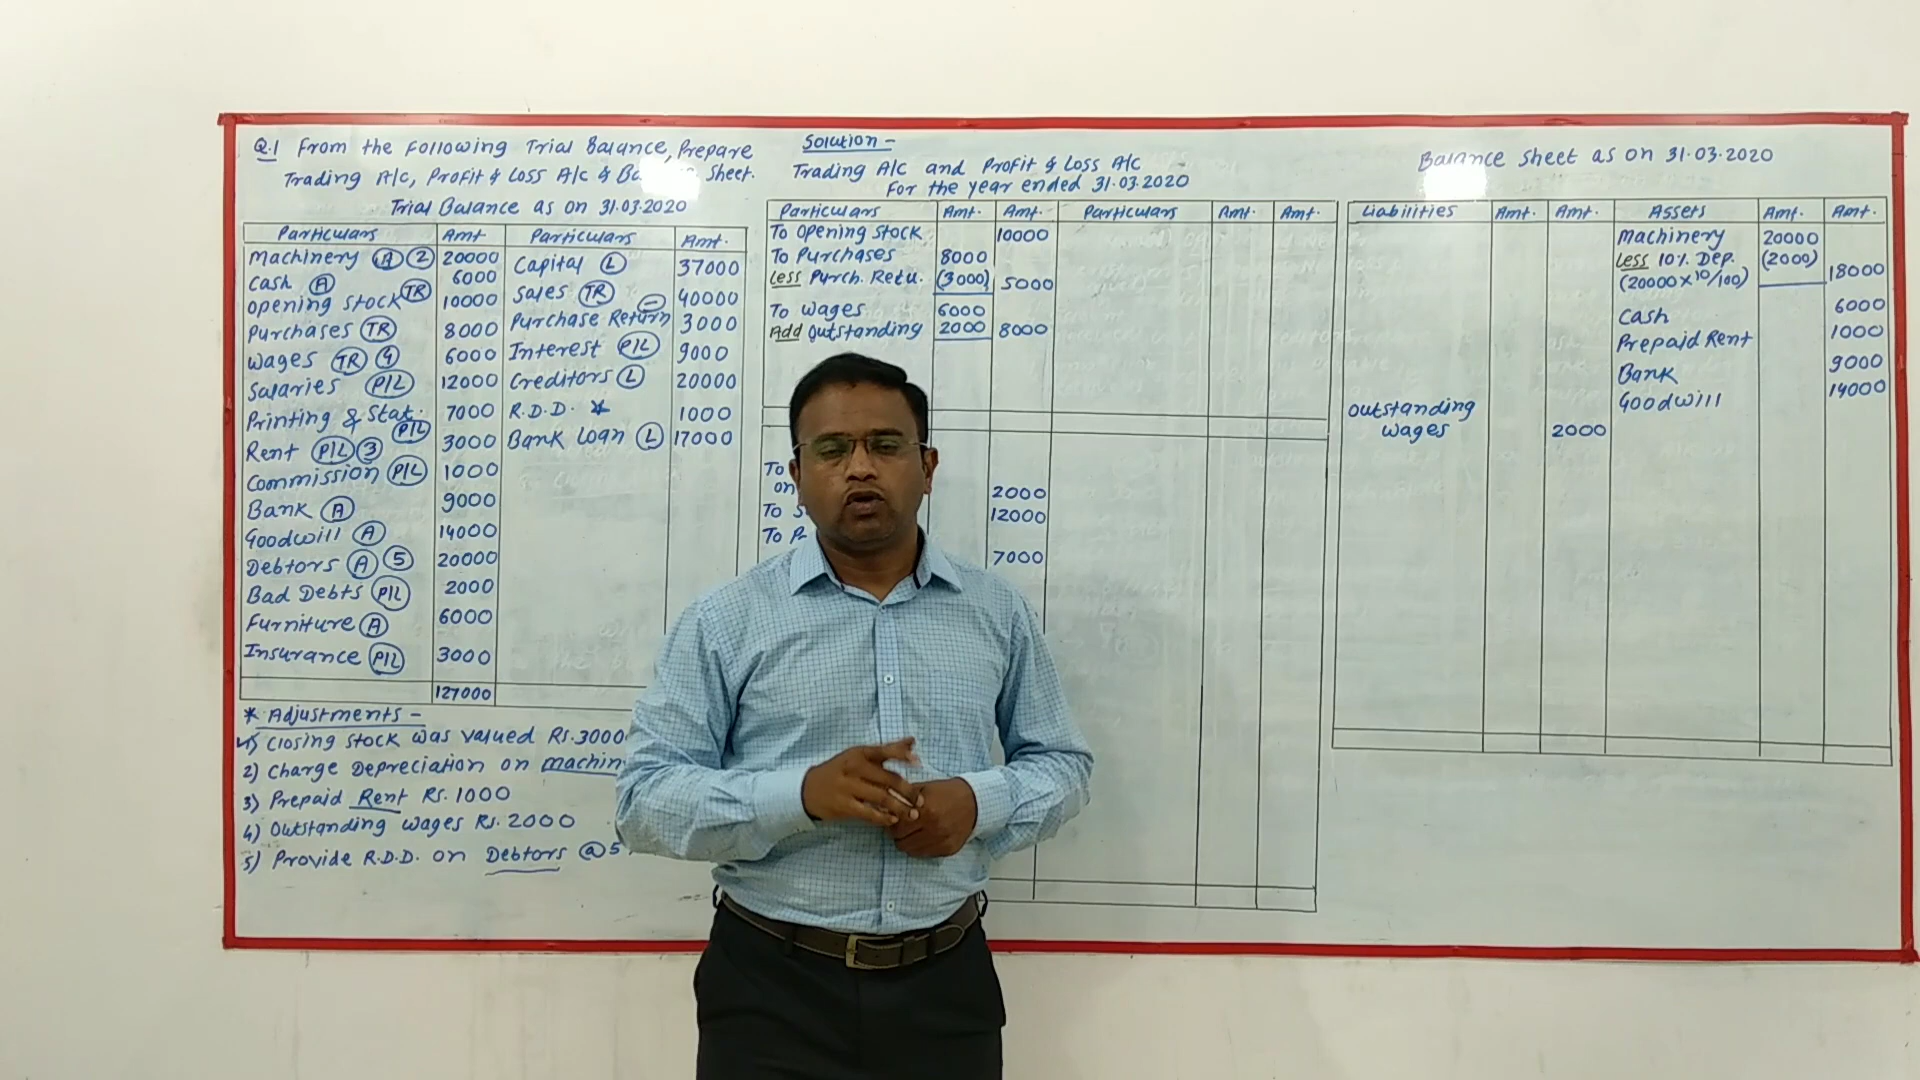 Q.1 From the Following Trial Balance, Prepare
Trading A/c, Profit & Loss A/c & Sheet.
Trial Balance as on 31.03.2020
Particulars Amt Particulars Amt.
Machinery (A) (2) 20000 Capital (L) 37000
Cash (A) 6000 Sales (TR) 40000
Opening Stock (TR) 10000 Purchase Return (-) 3000
Purchases (TR) 8000 Interest (P/L) 9000
Wages (TR) (4) 6000 Creditors (L) 20000
Salaries (P/L) 12000 R.D.D. * 1000
Printing & Stat. (P/L) 7000 Bank Loan (L) 17000
Rent (P/L) (3) 3000
Commission (P/L) 1000
Bank (A) 9000
Goodwill (A) 14000
Debtors (A) (5) 20000
Bad Debts (P/L) 2000
Furniture (A) 6000
Insurance (P/L) 3000
127000
* Adjustments -
1) Closing Stock was valued Rs.3000
2) Charge Depreciation on
3) Prepaid Rent Rs. 1000
4) Outstanding wages Rs. 2000
5) Provide R.D.D. on Debtors @ 5
Solution -
Trading A/c and Profit & Loss A/c
For the year ended 31.03.2020
Particulars Amt. Amt. Particulars Amt. Amt.
To Opening Stock 10000
To Purchases 8000
Less Purch. Retu. (3000) 5000
To Wages 6000
Add Outstanding 2000 8000
To
on 2000
To 12000
To
7000
Balance Sheet as on 31.03.2020
Liabilities Amt. Amt. Assets Amt. Amt.
Machinery 20000
Less 10% Dep. (2000)
(20000x10/100) 18000
Cash 6000
Prepaid Rent 1000
Bank 9000
Goodwill 14000
Outstanding
wages 2000